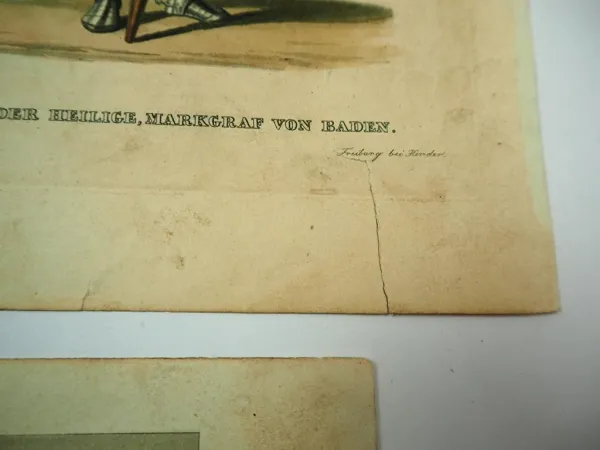 DER HEILIGE, MARKGRAF VON BADEN.
Freiburg bei Herder.